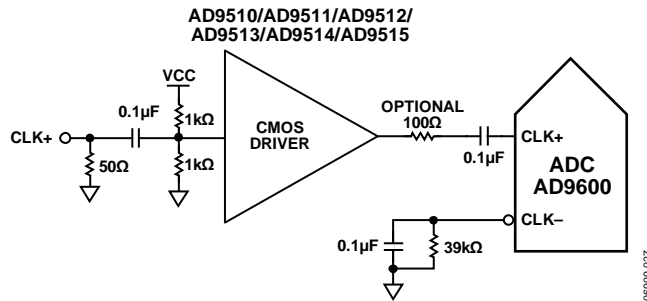 AD9510/AD9511/AD9512/
AD9513/AD9514/AD9515
VCC
0.1µF
1kΩ
CLK+
50Ω
1kΩ
CMOS
DRIVER
OPTIONAL
100Ω
0.1µF
CLK+
ADC
AD9600
CLK–
0.1µF
39kΩ